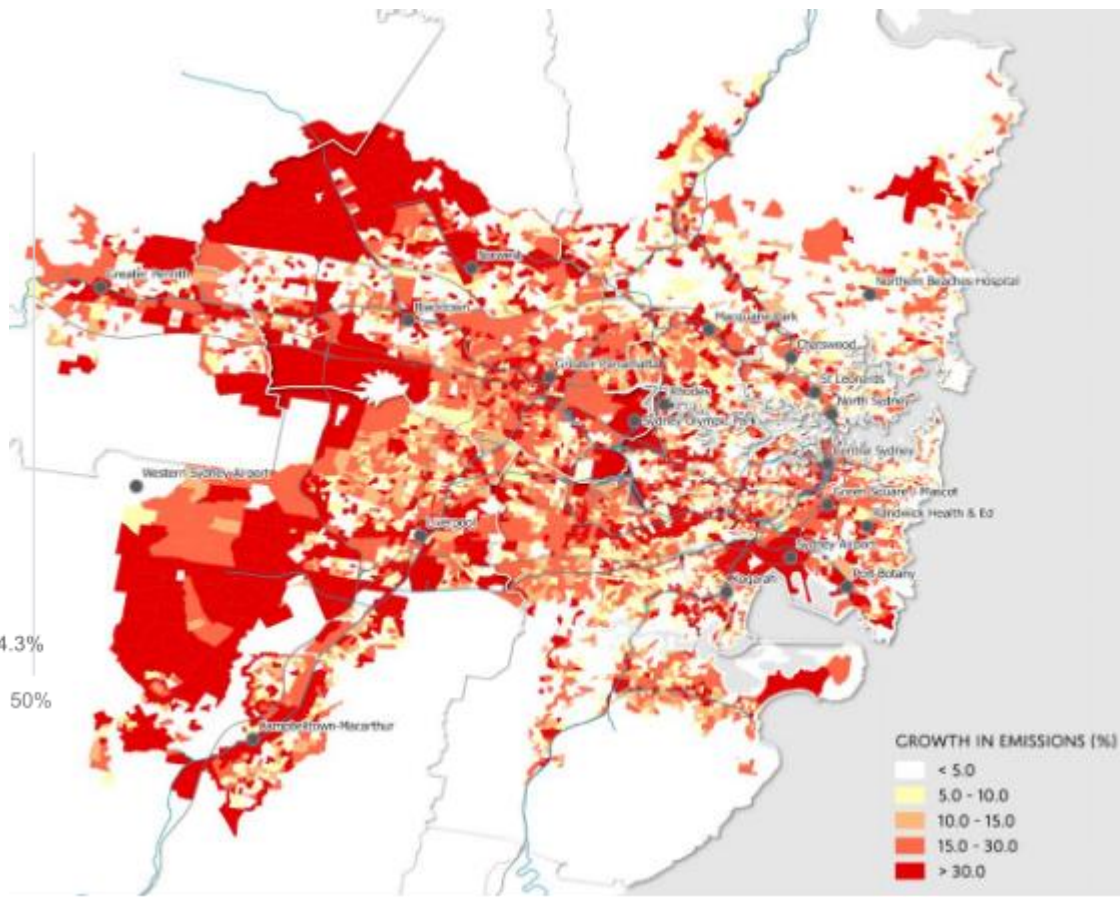 Norwest
Greater Penrith
Northern Beaches Hospital
Blacktown
Macquarie Park
Chatswood
Greater Parramatta
St Leonards
Rhodes
North Sydney
Sydney Olympic Park
Central Sydney
Western Sydney Airport
Green Square - Mascot
Randwick Health & Ed
Liverpool
Sydney Airport
Kogarah
Port Botany
4.3%
50%
Campbelltown-Macarthur
GROWTH IN EMISSIONS (%)
< 5.0
5.0 - 10.0
10.0 - 15.0
15.0 - 30.0
> 30.0